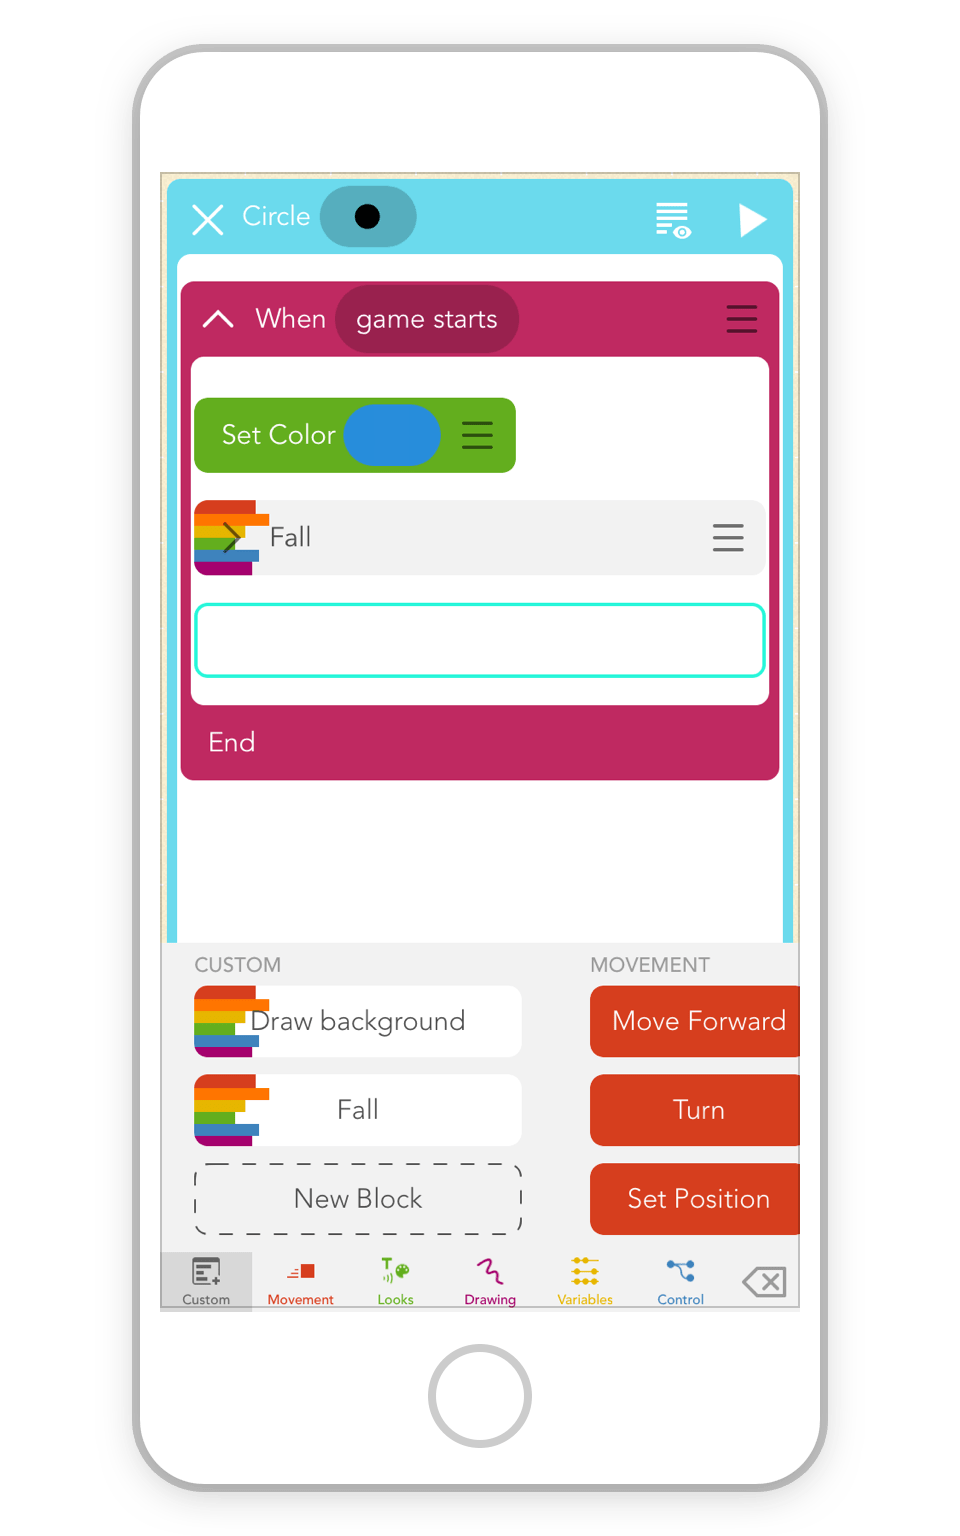 Circle
When game starts
Set Color
Fall
End
CUSTOM
Draw background
Fall
New Block
MOVEMENT
Move Forward
Turn
Set Position
Custom
Movement
Looks
Drawing
Variables
Control